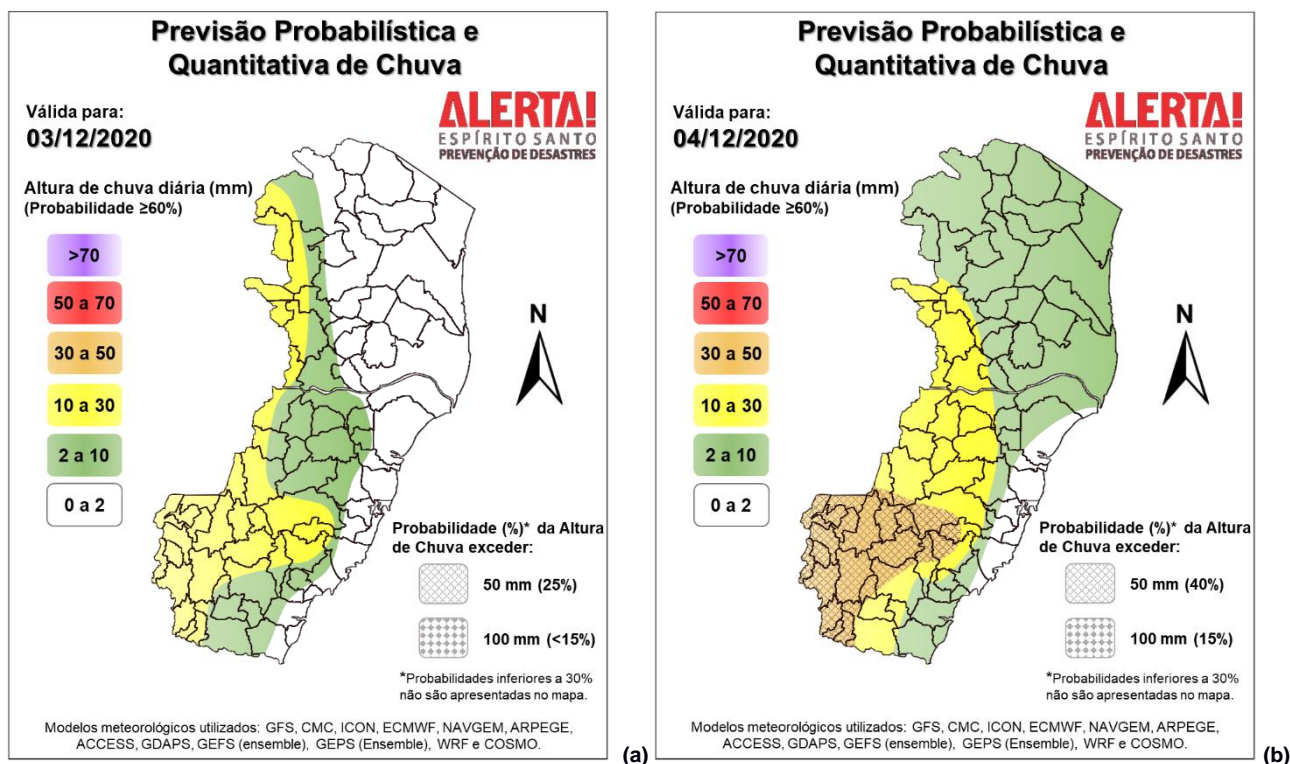 Previsão Probabilística e
Quantitativa de Chuva
Válida para:
03/12/2020
ALERTA!
ESPÍRITO SANTO
PREVENÇÃO DE DESASTRES
Altura de chuva diária (mm)
(Probabilidade ≥60%)
>70
50 a 70
30 a 50
10 a 30
2 a 10
0 a 2
N
Probabilidade (%)* da Altura
de Chuva exceder:
50 mm (25%)
100 mm (<15%)
*Probabilidades inferiores a 30%
não são apresentadas no mapa.
Modelos meteorológicos utilizados: GFS, CMC, ICON, ECMWF, NAVGEM, ARPEGE,
ACCESS, GDAPS, GEFS (ensemble), GEPS (Ensemble), WRF e COSMO.
(a)
Previsão Probabilística e
Quantitativa de Chuva
Válida para:
04/12/2020
ALERTA!
ESPÍRITO SANTO
PREVENÇÃO DE DESASTRES
Altura de chuva diária (mm)
(Probabilidade ≥60%)
>70
50 a 70
30 a 50
10 a 30
2 a 10
0 a 2
N
Probabilidade (%)* da Altura
de Chuva exceder:
50 mm (40%)
100 mm (15%)
*Probabilidades inferiores a 30%
não são apresentadas no mapa.
Modelos meteorológicos utilizados: GFS, CMC, ICON, ECMWF, NAVGEM, ARPEGE,
ACCESS, GDAPS, GEFS (ensemble), GEPS (Ensemble), WRF e COSMO.
(b)